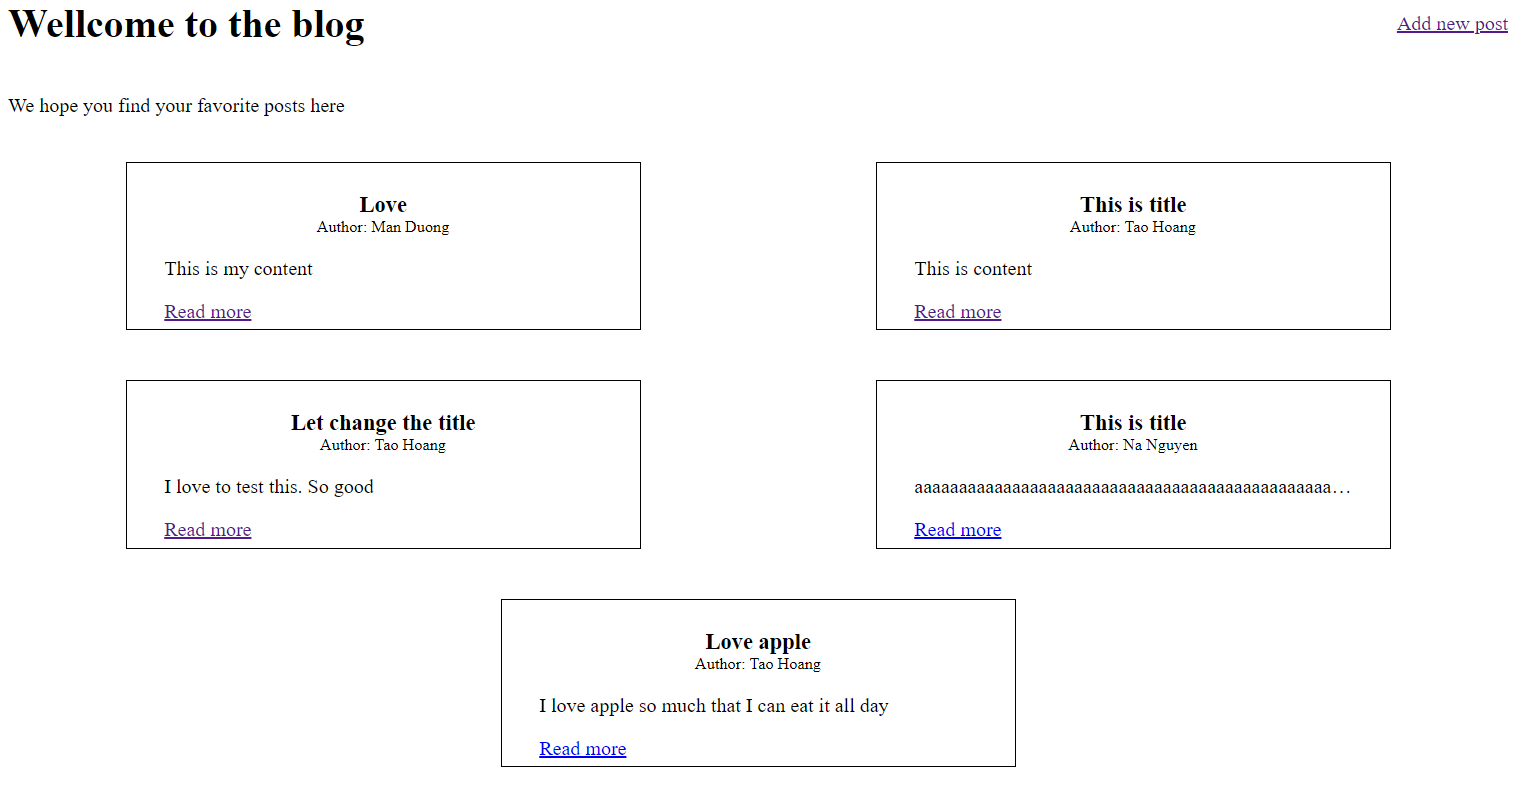 Wellcome to the blog
Add new post
We hope you find your favorite posts here
Love
Author: Man Duong
This is my content
Read more
This is title
Author: Tao Hoang
This is content
Read more
Let change the title
Author: Tao Hoang
I love to test this. So good
Read more
This is title
Author: Na Nguyen
aaaaaaaaaaaaaaaaaaaaaaaaaaaaaaaaaaaaaaaaaaaaaaa…
Read more
Love apple
Author: Tao Hoang
I love apple so much that I can eat it all day
Read more